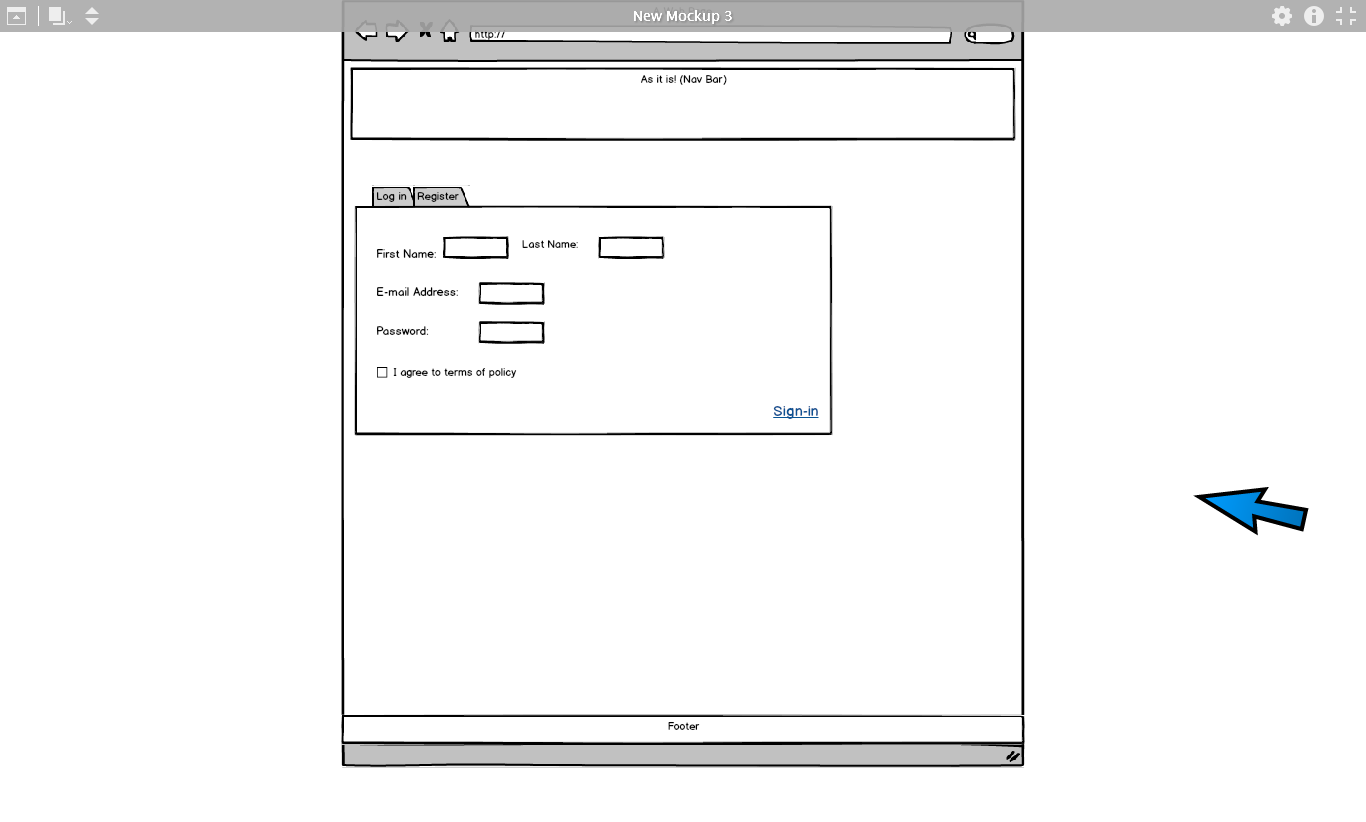 New Mockup 3
http://
As it is! (Nav Bar)
Log in Register
First Name: Last Name:
E-mail Address:
Password:
I agree to terms of policy
Sign-in
Footer